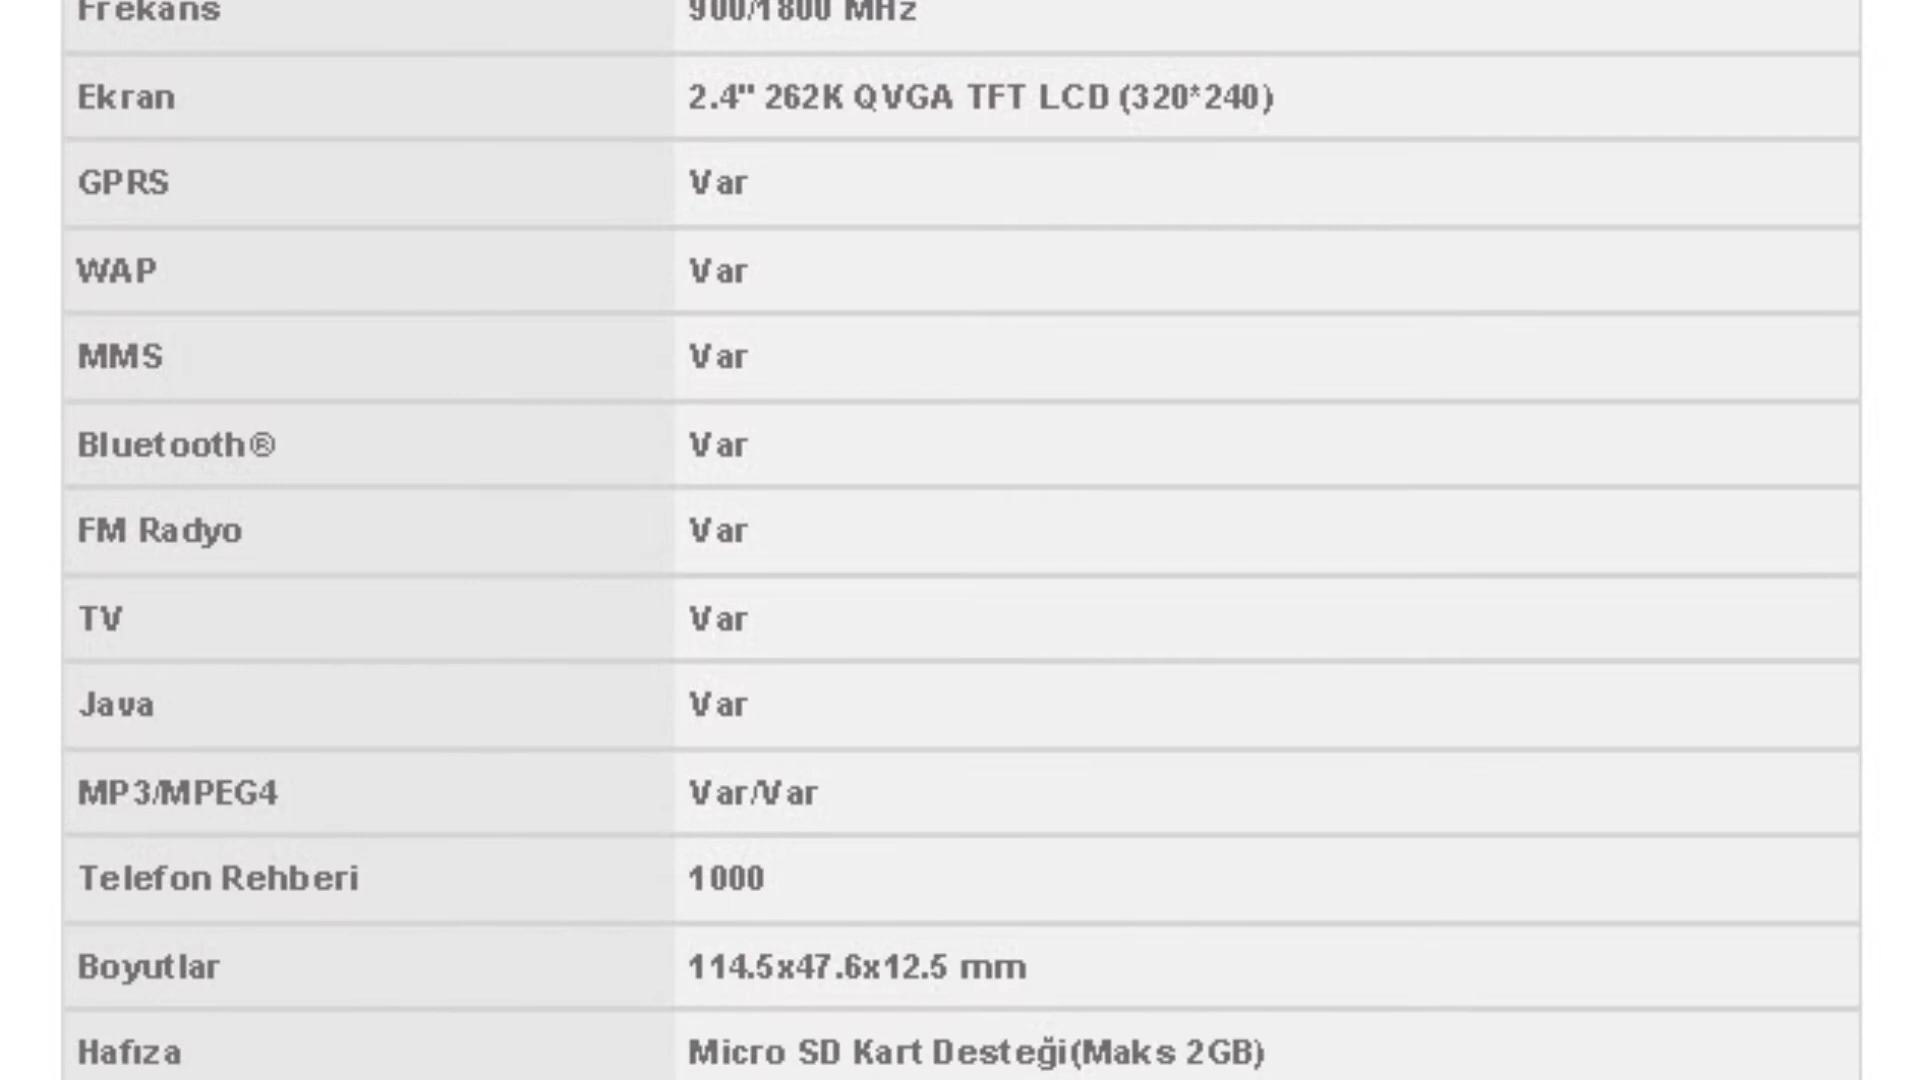 Frekans 900/1800 MHz
Ekran 2.4" 262K QVGA TFT LCD (320*240)
GPRS Var
WAP Var
MMS Var
Bluetooth® Var
FM Radyo Var
TV Var
Java Var
MP3/MPEG4 Var/Var
Telefon Rehberi 1000
Boyutlar 114.5x47.6x12.5 mm
Hafıza Micro SD Kart Desteği(Maks 2GB)